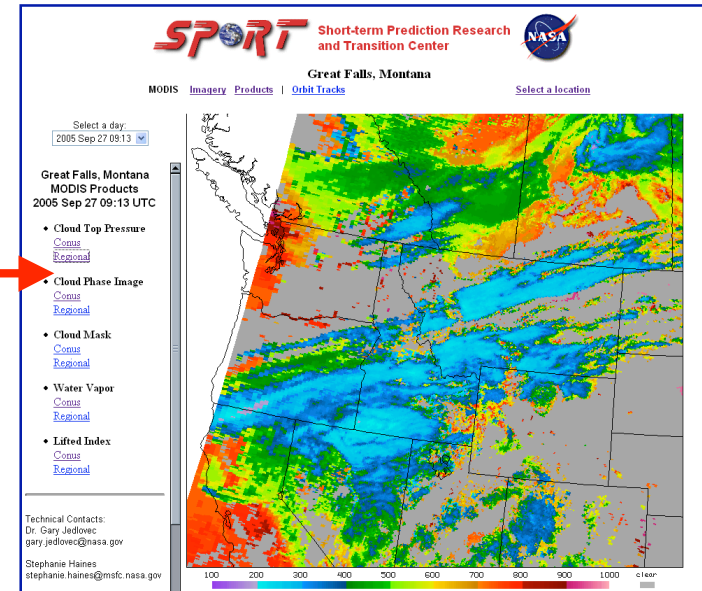 SPoRT
Short-term Prediction Research
and Transition Center
NASA
Great Falls, Montana
MODIS Imagery Products | Orbit Tracks
Select a location
Select a day:
2005 Sep 27 09:13
Great Falls, Montana
MODIS Products
2005 Sep 27 09:13 UTC
Cloud Top Pressure
Conus
Regional
Cloud Phase Image
Conus
Regional
Cloud Mask
Conus
Regional
Water Vapor
Conus
Regional
Lifted Index
Conus
Regional
Technical Contacts:
Dr. Gary Jedlovec
gary.jedlovec@nasa.gov
Stephanie Haines
stephanie.haines@msfc.nasa.gov
100 200 300 400 500 600 700 800 900 1000 clear